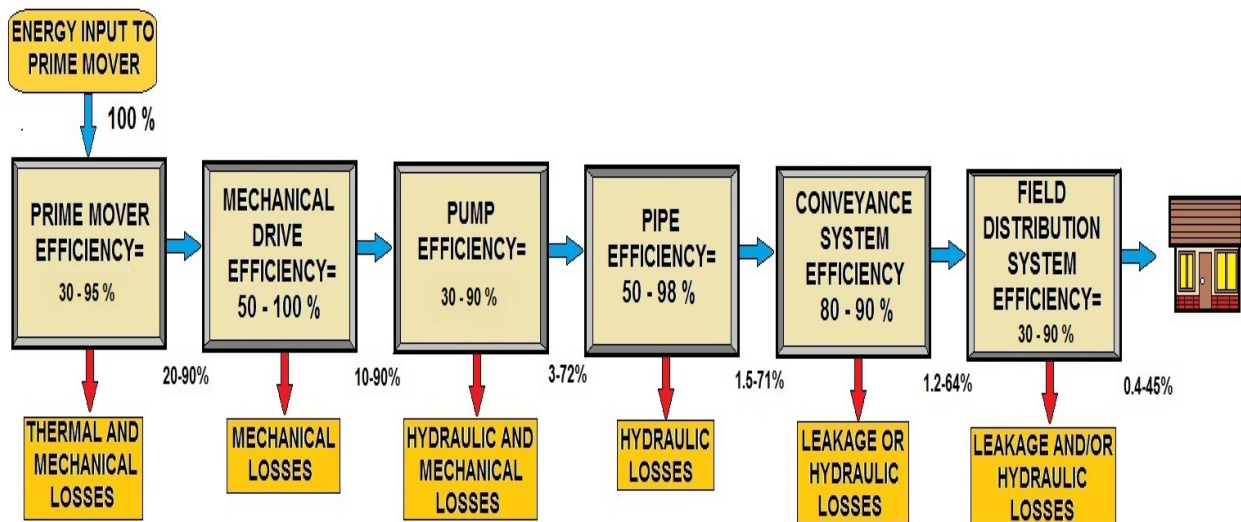 ENERGY INPUT TO
PRIME MOVER
100 %
PRIME MOVER
EFFICIENCY=
30 - 95 %
MECHANICAL
DRIVE
EFFICIENCY=
50 - 100 %
PUMP
EFFICIENCY=
30 - 90 %
PIPE
EFFICIENCY=
50 - 98 %
CONVEYANCE
SYSTEM
EFFICIENCY
80 - 90 %
FIELD
DISTRIBUTION
SYSTEM
EFFICIENCY=
30 - 90 %
20-90%
10-90%
3-72%
1.5-71%
1.2-64%
0.4-45%
THERMAL AND
MECHANICAL
LOSSES
MECHANICAL
LOSSES
HYDRAULIC AND
MECHANICAL
LOSSES
HYDRAULIC
LOSSES
LEAKAGE OR
HYDRAULIC
LOSSES
LEAKAGE AND/OR
HYDRAULIC
LOSSES